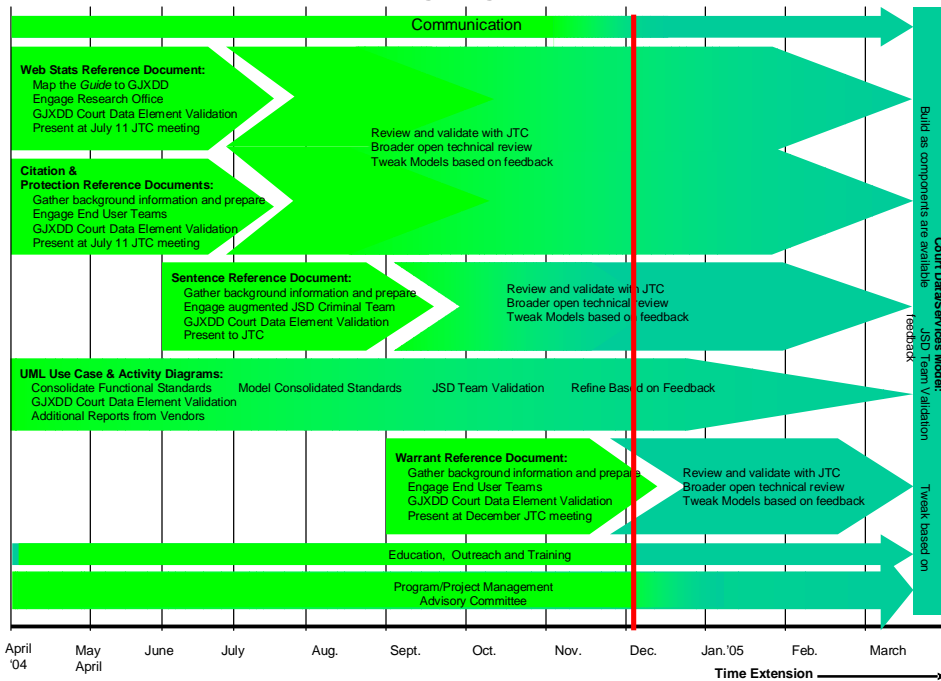 Communication
Web Stats Reference Document:
Map the Guide to GJXDD
Engage Research Office
GJXDD Court Data Element Validation
Present at July 11 JTC meeting
Review and validate with JTC
Broader open technical review
Tweak Models based on feedback
Citation &
Protection Reference Documents:
Gather background information and prepare
Engage End User Teams
GJXDD Court Data Element Validation
Present at July 11 JTC meeting
Sentence Reference Document:
Gather background information and prepare
Engage augmented JSD Criminal Team
GJXDD Court Data Element Validation
Present to JTC
Review and validate with JTC
Broader open technical review
Tweak Models based on feedback
UML Use Case & Activity Diagrams:
Consolidate Functional Standards Model Consolidated Standards JSD Team Validation Refine Based on Feedback
GJXDD Court Data Element Validation
Additional Reports from Vendors
Warrant Reference Document:
Gather background information and prepare
Engage End User Teams
GJXDD Court Data Element Validation
Present at December JTC meeting
Review and validate with JTC
Broader open technical review
Tweak Models based on feedback
Education, Outreach and Training
Program/Project Management
Advisory Committee
Court Data Services Model:
Build as components are available JSD Team Validation Tweak based on
feedback
April May June July Aug. Sept. Oct. Nov. Dec. Jan.'05 Feb. March
'04 April
Time Extension